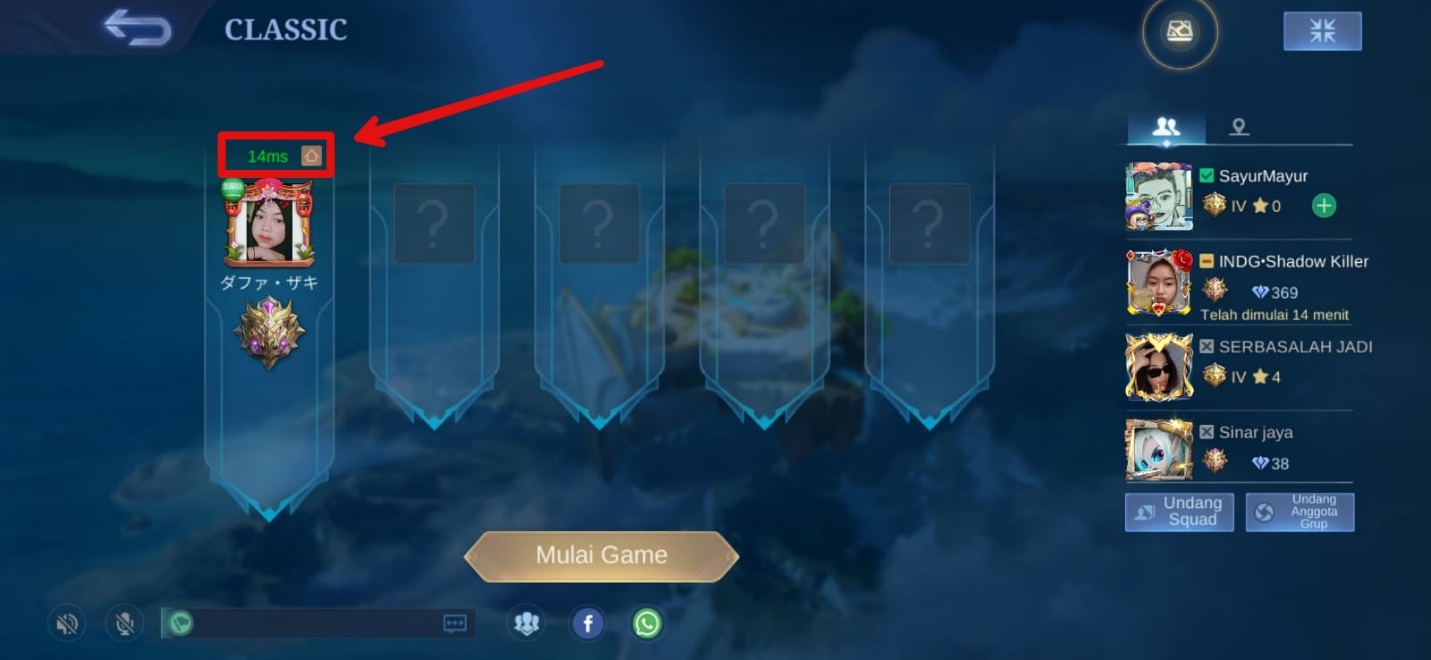 CLASSIC
14ms
ダファ・ザキ
?
?
?
?
SayurMayur
IV 0
INDG•Shadow Killer
369
Telah dimulai 14 menit
SERBASALAH JADI
IV 4
Sinar jaya
38
Undang
Squad
Undang
Anggota
Grup
Mulai Game